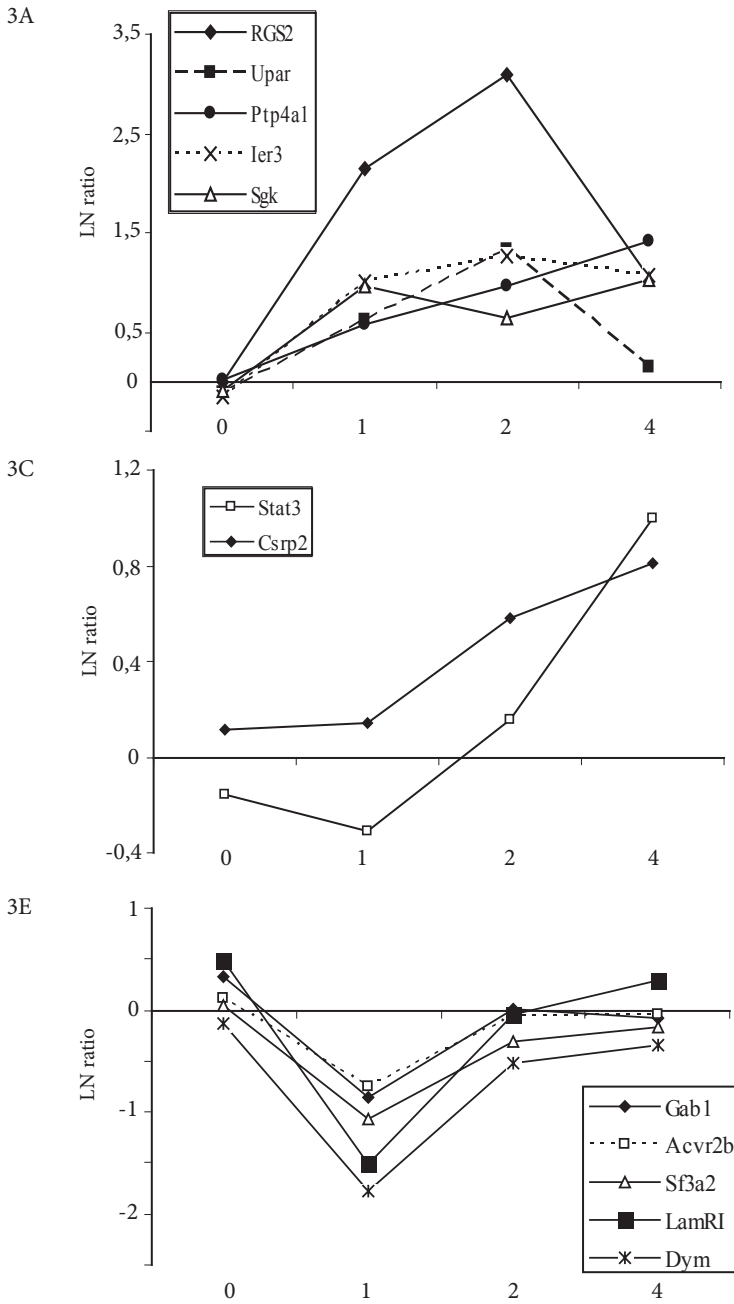 3A
3,5
2,5
1,5
0,5
0
LN ratio
RGS2
Upar
Ptp4a1
Ier3
Sgk
0 1 2 4
3C
1,2
0,8
0,4
0
-0,4
LN ratio
Stat3
Csrp2
0 1 2 4
3E
1
0
-1
-2
LN ratio
Gab1
Acvr2b
Sf3a2
LamRI
Dym
0 1 2 4